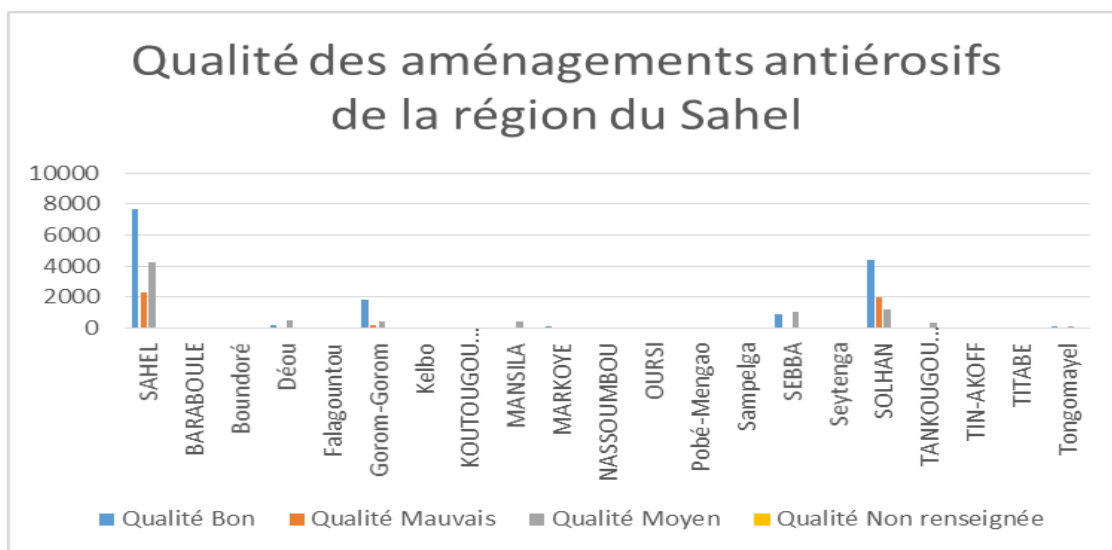 Qualité des aménagements antiérosifs
de la région du Sahel
10000
8000
6000
4000
2000
0
SAHEL
BARABOULE
Boundoré
Déou
Falagountou
Gorom-Gorom
Kelbo
KOUTOUGOU...
MANSILA
MARKOYE
NASSOUMBOU
OURSI
Pobé-Mengao
Sampelga
SEBBA
Seytenga
SOLHAN
TANKOUGOU...
TIN-AKOFF
TITABE
Tongomayel
Qualité Bon Qualité Mauvais Qualité Moyen Qualité Non renseignée